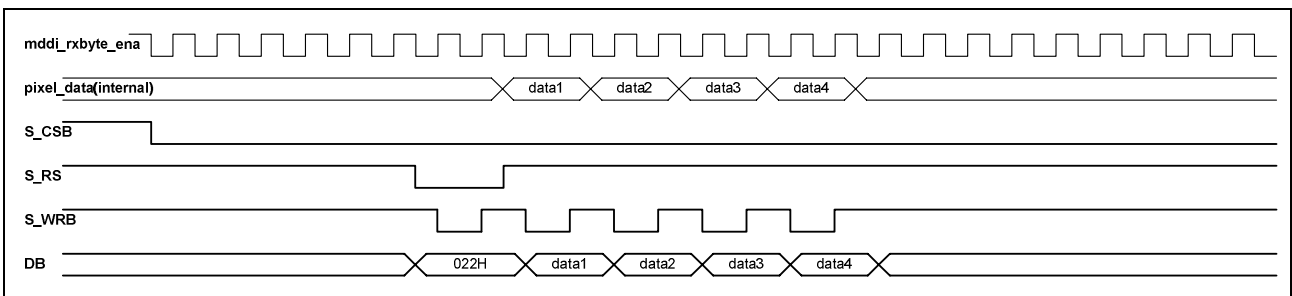 mddi_rxbyte_ena
pixel_data(internal) data1 data2 data3 data4
S_CSB
S_RS
S_WRB
DB 022H data1 data2 data3 data4